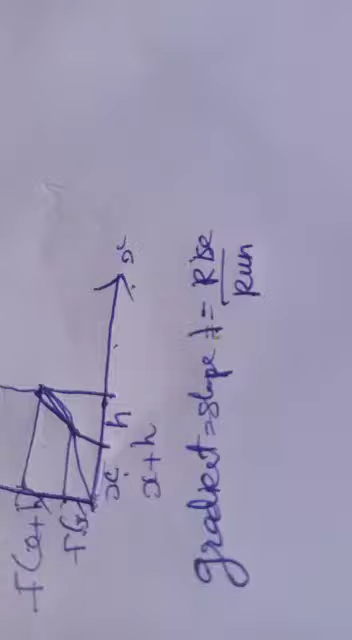 f(x+h)
f(x)
x
h
x
x+h
gradient = slope = Rise
Run